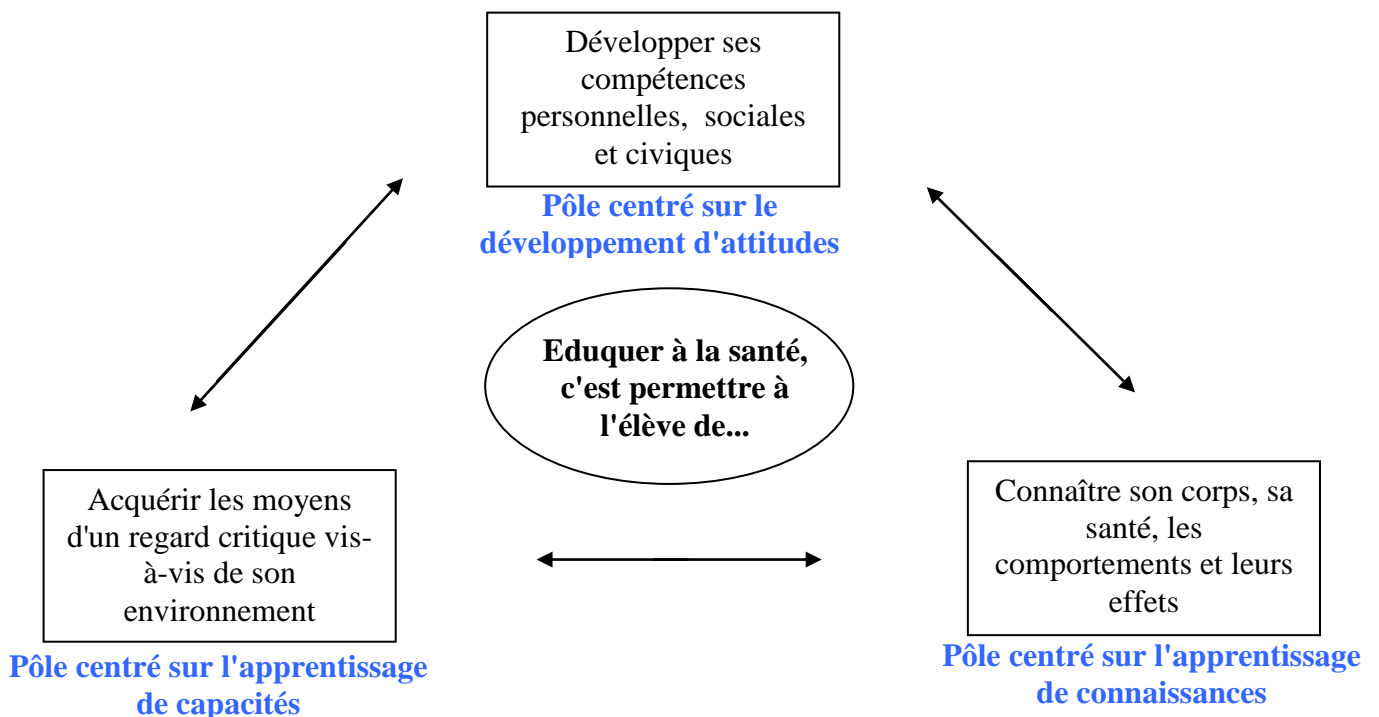 Développer ses
compétences
personnelles, sociales
et civiques
Pôle centré sur le
développement d'attitudes
Eduquer à la santé,
c'est permettre à
l'élève de...
Acquérir les moyens
d'un regard critique vis-
à-vis de son
environnement
Pôle centré sur l'apprentissage
de capacités
Connaître son corps, sa
santé, les
comportements et leurs
effets
Pôle centré sur l'apprentissage
de connaissances